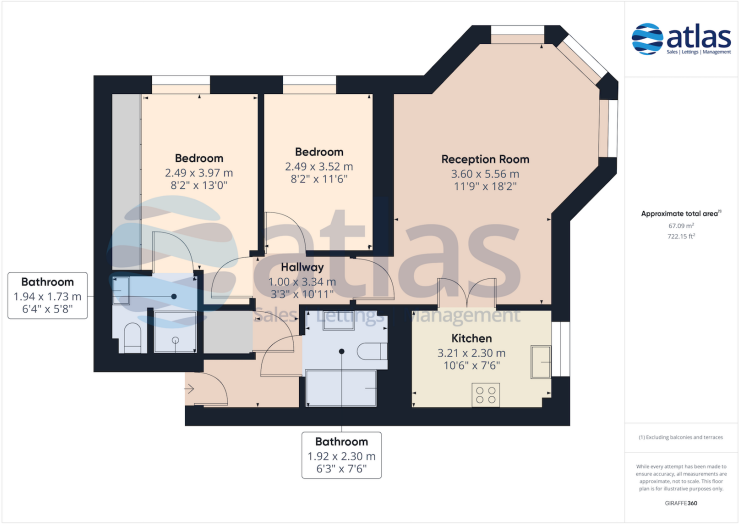 atlas
Sales | Lettings | Management
Bedroom
2.49 x 3.97 m
8'2" x 13'0"
Bedroom
2.49 x 3.52 m
8'2" x 11'6"
Reception Room
3.60 x 5.56 m
11'9" x 18'2"
Approximate total area⁽¹⁾
67.09 m²
722.15 ft²
atlas
Sales | Lettings | Management
Hallway
1.00 x 3.34 m
3'3" x 10'11"
Bathroom
1.94 x 1.73 m
6'4" x 5'8"
Kitchen
3.21 x 2.30 m
10'6" x 7'6"
Bathroom
1.92 x 2.30 m
6'3" x 7'6"
(1) Excluding balconies and terraces
While every attempt has been made to
ensure accuracy, all measurements are
approximate, not to scale. This floor
plan is for illustrative purposes only.
GIRAFFE360